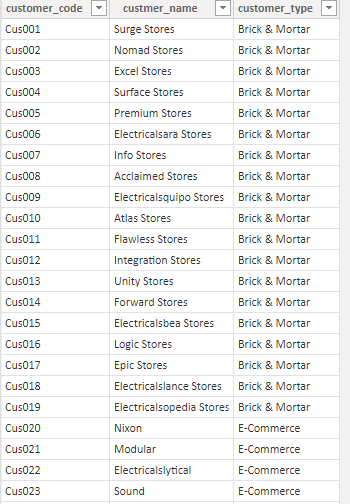 customer_code custmer_name customer_type
Cus001 Surge Stores Brick & Mortar
Cus002 Nomad Stores Brick & Mortar
Cus003 Excel Stores Brick & Mortar
Cus004 Surface Stores Brick & Mortar
Cus005 Premium Stores Brick & Mortar
Cus006 Electricalsara Stores Brick & Mortar
Cus007 Info Stores Brick & Mortar
Cus008 Acclaimed Stores Brick & Mortar
Cus009 Electricalsquipo Stores Brick & Mortar
Cus010 Atlas Stores Brick & Mortar
Cus011 Flawless Stores Brick & Mortar
Cus012 Integration Stores Brick & Mortar
Cus013 Unity Stores Brick & Mortar
Cus014 Forward Stores Brick & Mortar
Cus015 Electricalsbea Stores Brick & Mortar
Cus016 Logic Stores Brick & Mortar
Cus017 Epic Stores Brick & Mortar
Cus018 Electricalslance Stores Brick & Mortar
Cus019 Electricalsopedia Stores Brick & Mortar
Cus020 Nixon E-Commerce
Cus021 Modular E-Commerce
Cus022 Electricalslytical E-Commerce
Cus023 Sound E-Commerce